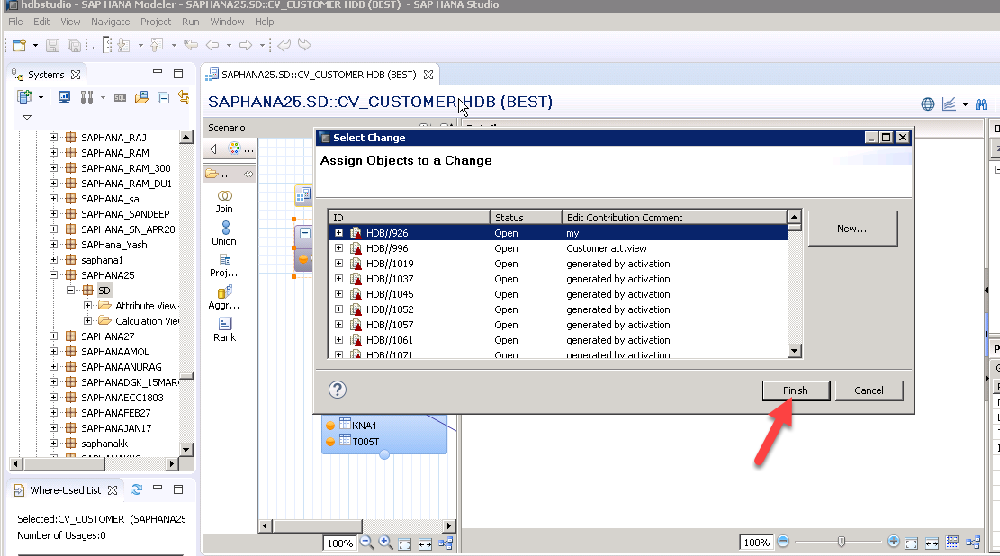 hdbstudio - SAP HANA Modeler - SAPHANA25.SD::CV_CUSTOMER HDB (BEST) - SAP HANA Studio
File Edit View Navigate Project Run Window Help
Systems
SAPHANA25.SD::CV_CUSTOMER HDB (BEST)
SAPHANA25.SD::CV_CUSTOMER HDB (BEST)
SQL
SAPHANA_RAJ
SAPHANA_RAM
SAPHANA_RAM_300
SAPHANA_RAM_DU1
SAPHANA_sai
SAPHANA_SANDEEP
SAPHANA_SN_APR20
SAPHana_Yash
saphana1
SAPHANA25
SD
Attribute View.
Calculation Vie
SAPHANA27
SAPHANAAMOL
SAPHANAANURAG
SAPHANADGK_15MAR
SAPHANAECC1803
SAPHANAFEB27
SAPHANAJAN17
saphanakk
Where-Used List
Selected:CV_CUSTOMER (SAPHANA25
Number of Usages:0
Scenario
...
...
Join
Union
Proj...
Aggr...
Rank
KNA1
T005T
100%
100%
Select Change
Assign Objects to a Change
ID Status Edit Contribution Comment
HDB//926 Open my
HDB//996 Open Customer att.view
HDB//1019 Open generated by activation
HDB//1037 Open generated by activation
HDB//1045 Open generated by activation
HDB//1052 Open generated by activation
HDB//1057 Open generated by activation
HDB//1061 Open generated by activation
HDB//1071 Open generated by activation
New...
Finish Cancel